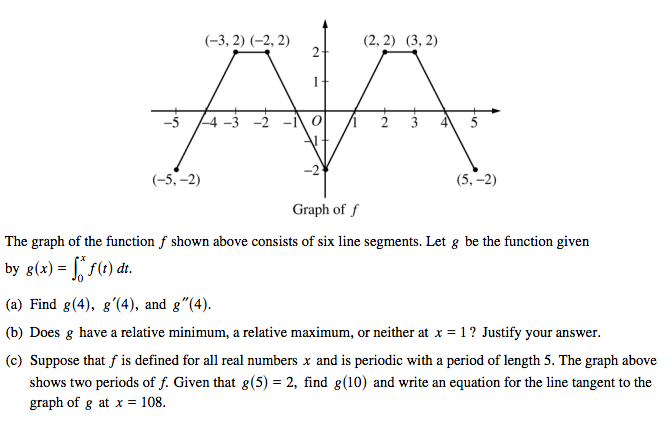 (−3, 2) (−2, 2) (2, 2) (3, 2)
2
1
−5 −4 −3 −2 −1 O 1 2 3 4 5
−1
−2
(−5, −2) (5, −2)
Graph of f
The graph of the function f shown above consists of six line segments. Let g be the function given
by g(x) = ∫₀ˣ f(t) dt.
(a) Find g(4), g′(4), and g″(4).
(b) Does g have a relative minimum, a relative maximum, or neither at x = 1? Justify your answer.
(c) Suppose that f is defined for all real numbers x and is periodic with a period of length 5. The graph above
shows two periods of f. Given that g(5) = 2, find g(10) and write an equation for the line tangent to the
graph of g at x = 108.